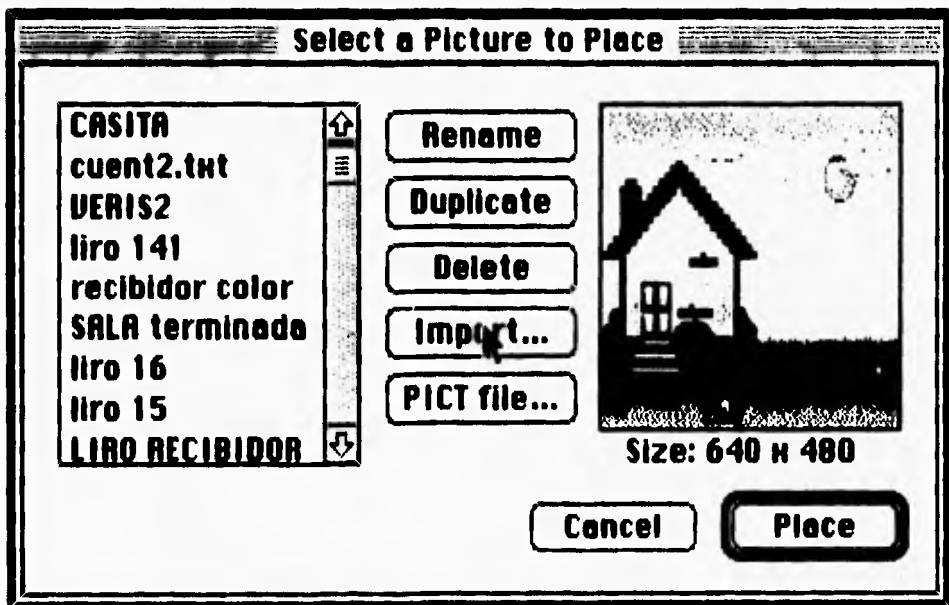 Select a Picture to Place
CASITA
cuent2.txt
VERIS2
liro 141
recibidor color
SALA terminada
liro 16
liro 15
LIRO RECIBIDOR
Rename
Duplicate
Delete
Import...
PICT file...
Size: 640 x 480
Cancel
Place